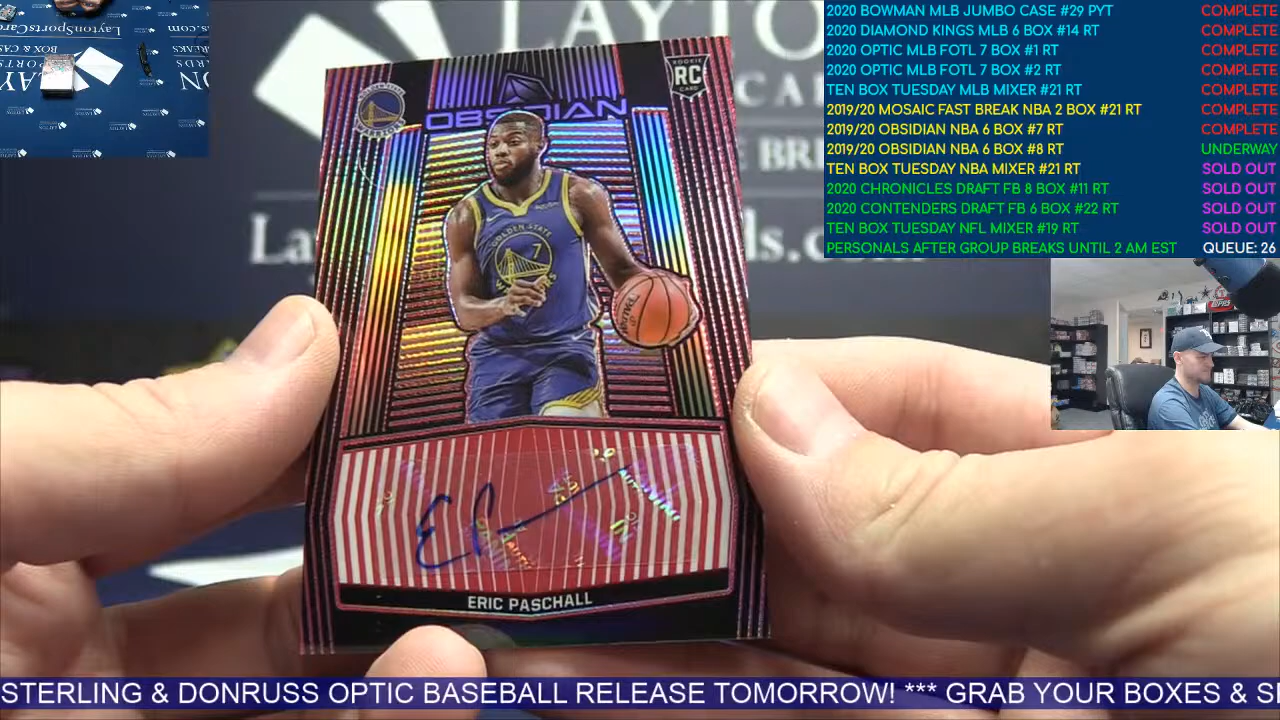 2020 BOWMAN MLB JUMBO CASE #29 PYT COMPLETE
2020 DIAMOND KINGS MLB 6 BOX #14 RT COMPLETE
2020 OPTIC MLB FOTL 7 BOX #1 RT COMPLETE
2020 OPTIC MLB FOTL 7 BOX #2 RT COMPLETE
TEN BOX TUESDAY MLB MIXER #21 RT COMPLETE
2019/20 MOSAIC FAST BREAK NBA 2 BOX #21 RT COMPLETE
2019/20 OBSIDIAN NBA 6 BOX #7 RT COMPLETE
2019/20 OBSIDIAN NBA 6 BOX #8 RT UNDERWAY
TEN BOX TUESDAY NBA MIXER #21 RT SOLD OUT
2020 CHRONICLES DRAFT FB 8 BOX #11 RT SOLD OUT
2020 CONTENDERS DRAFT FB 6 BOX #22 RT SOLD OUT
TEN BOX TUESDAY NFL MIXER #19 RT SOLD OUT
PERSONALS AFTER GROUP BREAKS UNTIL 2 AM EST QUEUE: 26
LAYTON
ROOKIE
RC
CARD
OBSIDIAN
GOLDEN STATE
7
ERIC PASCHALL
STERLING & DONRUSS OPTIC BASEBALL RELEASE TOMORROW! *** GRAB YOUR BOXES & S